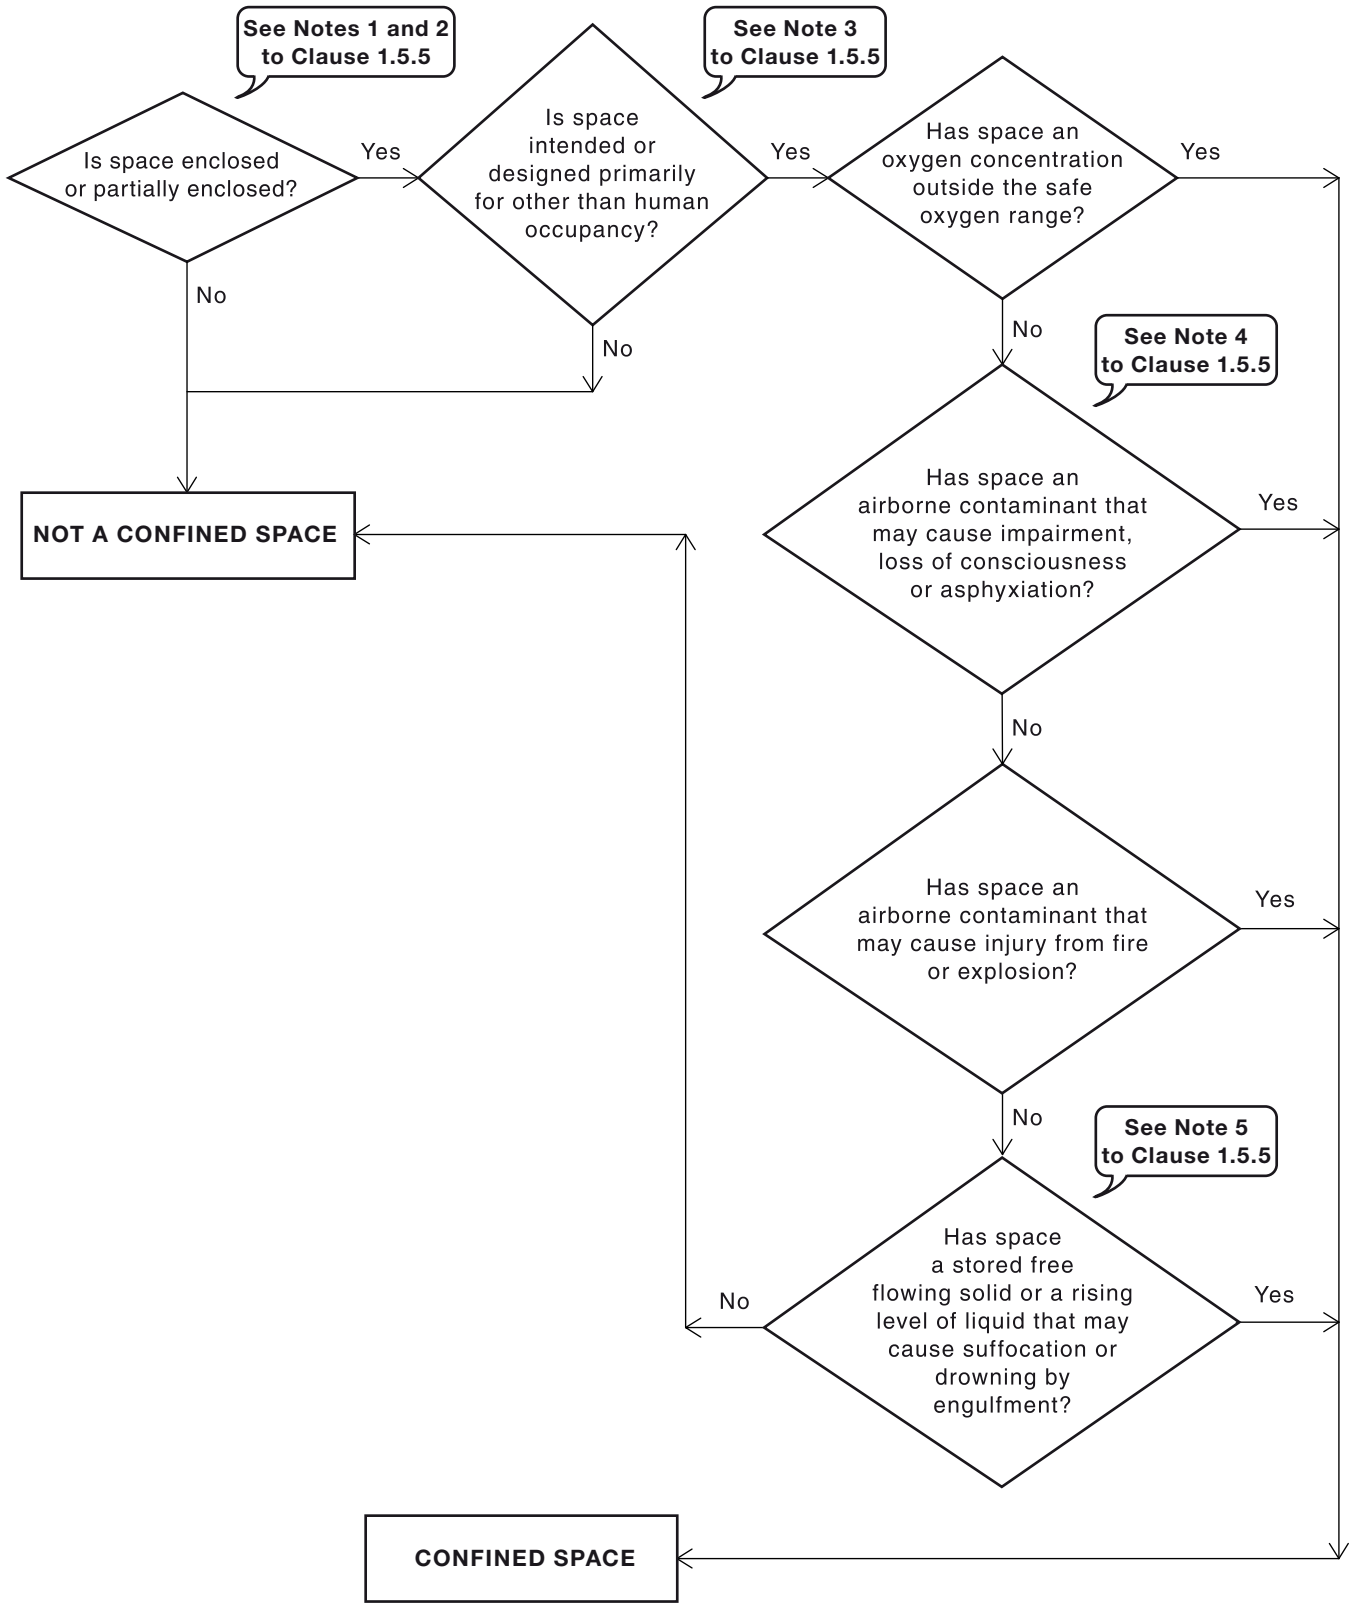 See Notes 1 and 2
to Clause 1.5.5
See Note 3
to Clause 1.5.5
Is space enclosed
or partially enclosed?
Yes
No
Is space
intended or
designed primarily
for other than human
occupancy?
Yes
No
Has space an
oxygen concentration
outside the safe
oxygen range?
Yes
No
See Note 4
to Clause 1.5.5
NOT A CONFINED SPACE
Has space an
airborne contaminant that
may cause impairment,
loss of consciousness
or asphyxiation?
Yes
No
Has space an
airborne contaminant that
may cause injury from fire
or explosion?
Yes
No
See Note 5
to Clause 1.5.5
Has space
a stored free
flowing solid or a rising
level of liquid that may
cause suffocation or
drowning by
engulfment?
No
Yes
CONFINED SPACE